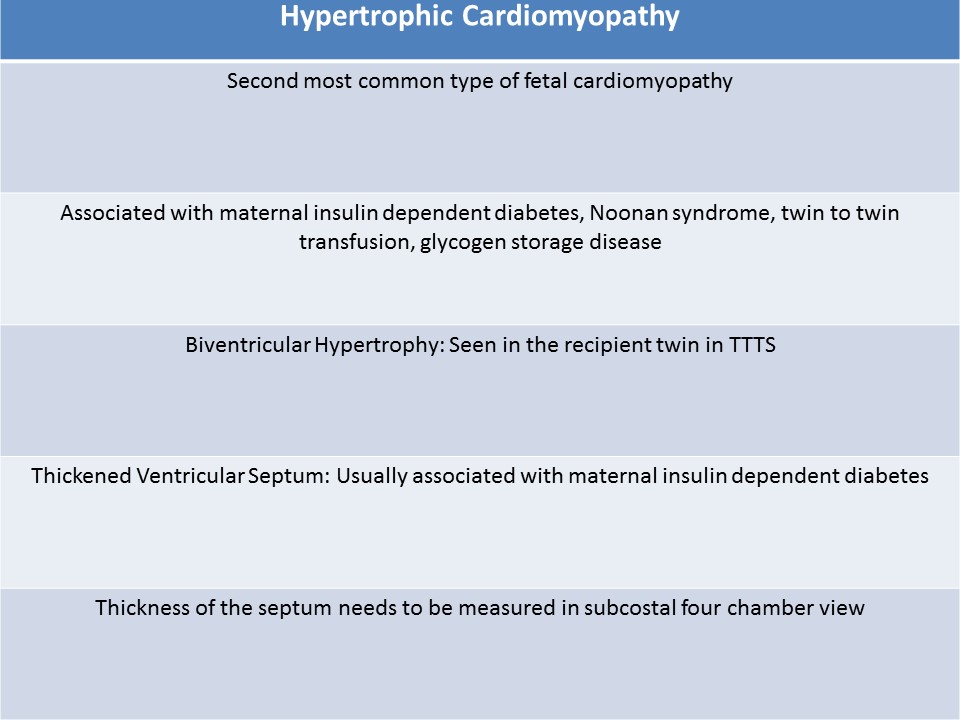 Hypertrophic Cardiomyopathy
Second most common type of fetal cardiomyopathy
Associated with maternal insulin dependent diabetes, Noonan syndrome, twin to twin
transfusion, glycogen storage disease
Biventricular Hypertrophy: Seen in the recipient twin in TTTS
Thickened Ventricular Septum: Usually associated with maternal insulin dependent diabetes
Thickness of the septum needs to be measured in subcostal four chamber view